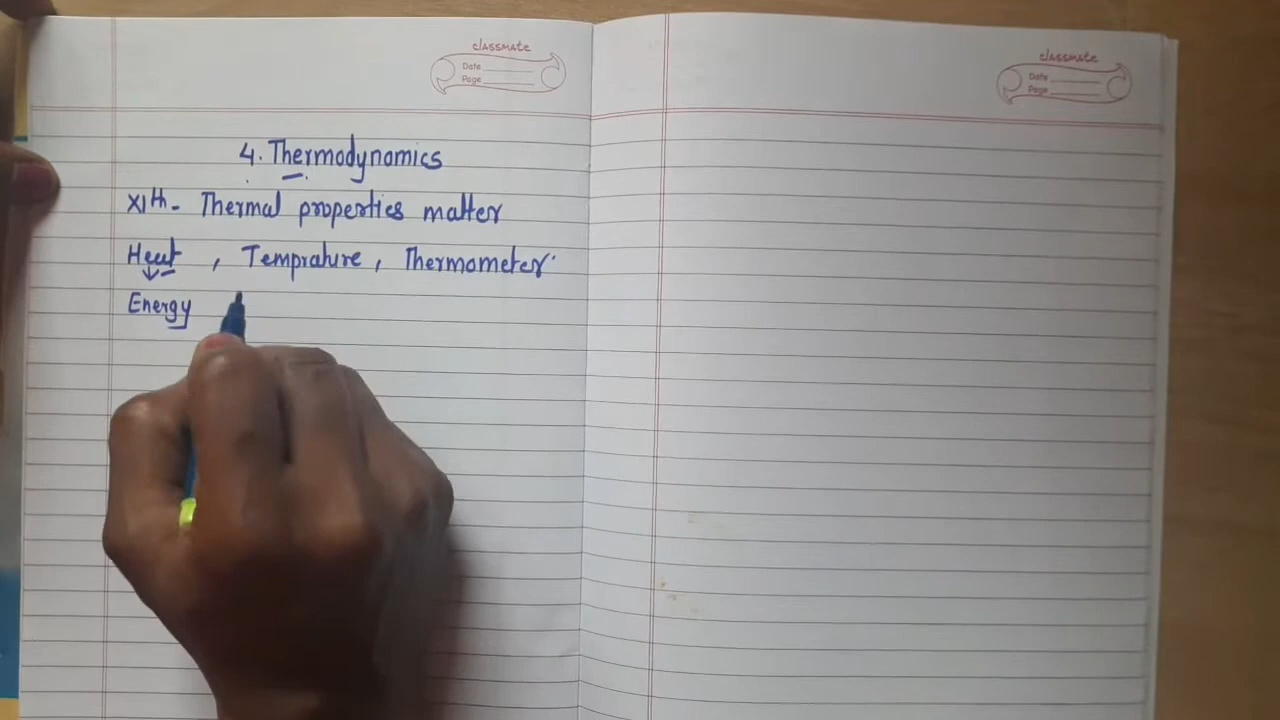 classmate
Date
Page
4. Thermodynamics
XIth - Thermal properties matter
Heat , Temprature , Thermometer
Energy
classmate
Date
Page